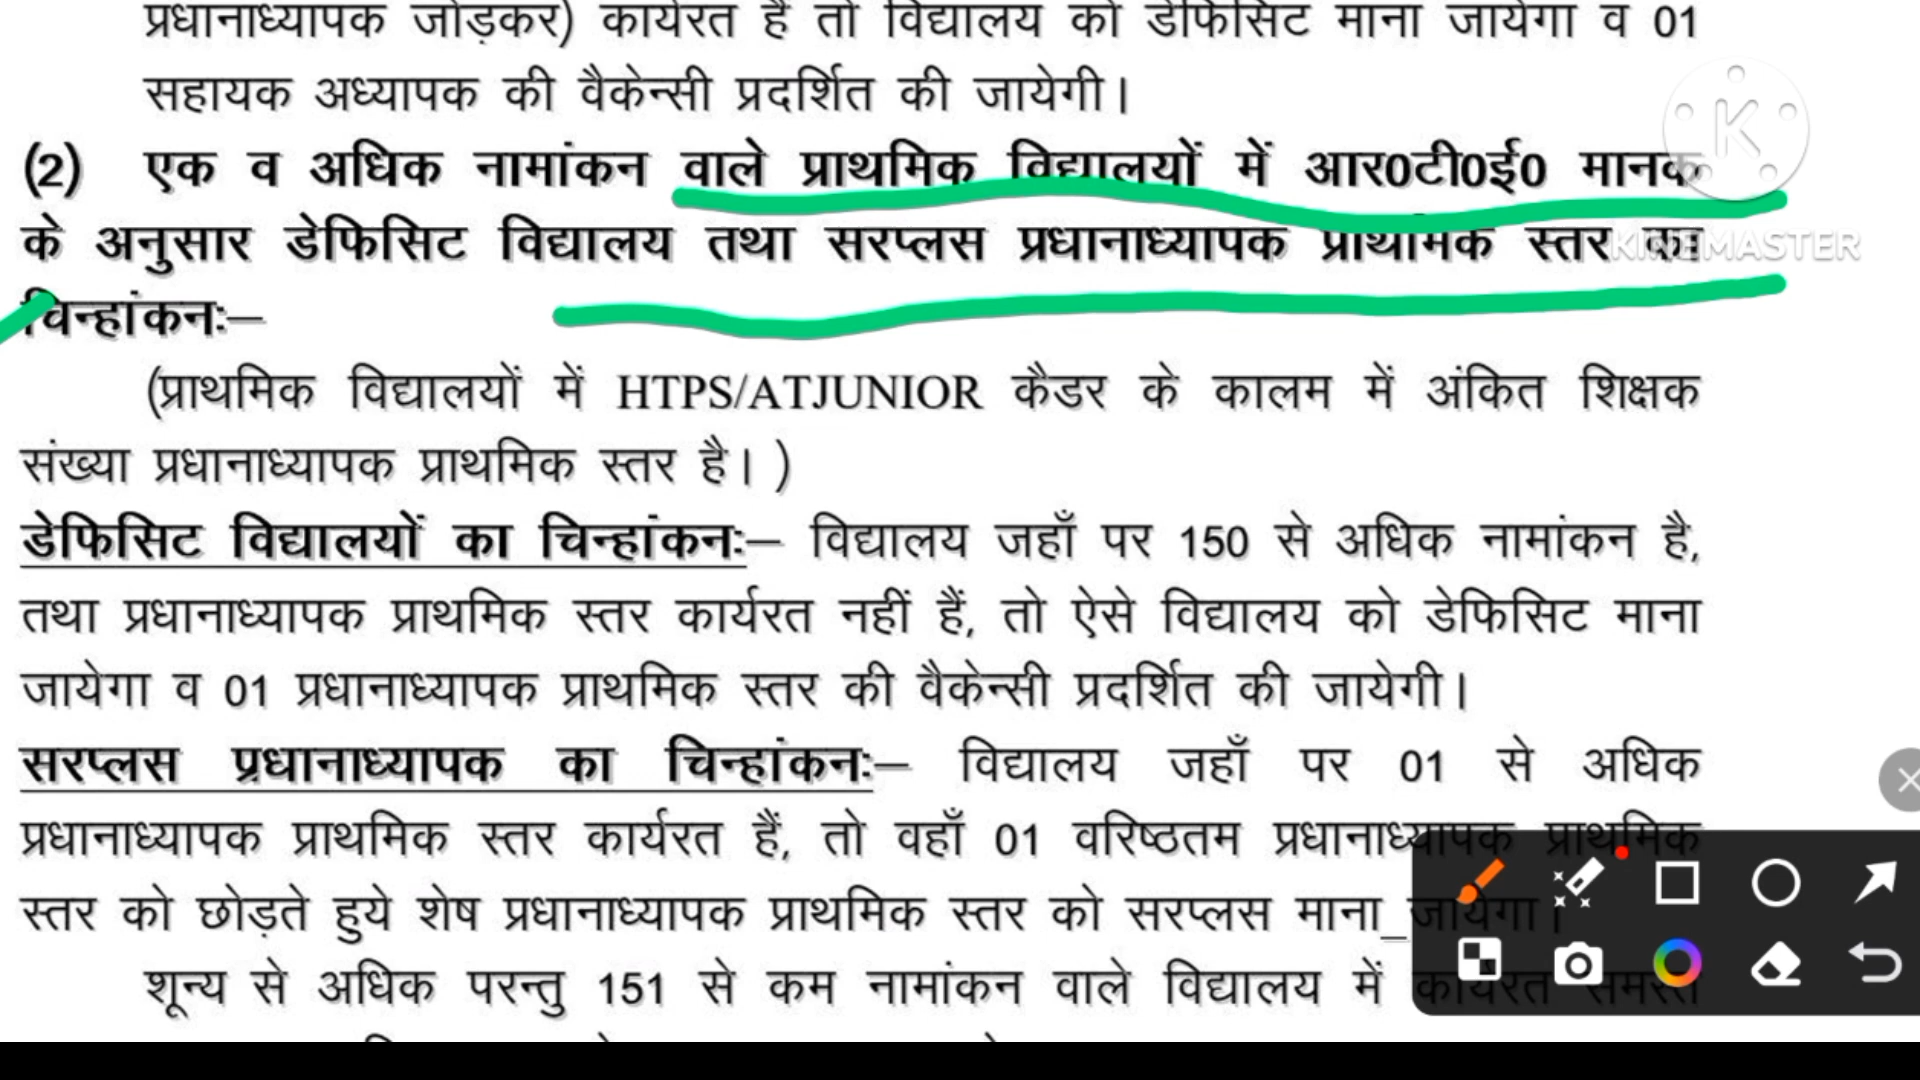 प्रधानाध्यापक जोड़कर) कार्यरत हैं तो विद्यालय को डेफिसिट माना जायेगा व 01
सहायक अध्यापक की वैकेन्सी प्रदर्शित की जायेगी।
(2) एक व अधिक नामांकन वाले प्राथमिक विद्यालयों में आर0टी0ई0 मानक
के अनुसार डेफिसिट विद्यालय तथा सरप्लस प्रधानाध्यापक प्राथमिक स्तर का
KINEMASTER
चिन्हांकनः–
(प्राथमिक विद्यालयों में HTPS/ATJUNIOR कैडर के कालम में अंकित शिक्षक
संख्या प्रधानाध्यापक प्राथमिक स्तर है। )
डेफिसिट विद्यालयों का चिन्हांकनः– विद्यालय जहाँ पर 150 से अधिक नामांकन है,
तथा प्रधानाध्यापक प्राथमिक स्तर कार्यरत नहीं हैं, तो ऐसे विद्यालय को डेफिसिट माना
जायेगा व 01 प्रधानाध्यापक प्राथमिक स्तर की वैकेन्सी प्रदर्शित की जायेगी।
सरप्लस प्रधानाध्यापक का चिन्हांकनः– विद्यालय जहाँ पर 01 से अधिक
प्रधानाध्यापक प्राथमिक स्तर कार्यरत हैं, तो वहाँ 01 वरिष्ठतम प्रधानाध्यापक प्राथमिक
स्तर को छोड़ते हुये शेष प्रधानाध्यापक प्राथमिक स्तर को सरप्लस माना जायेगा।
शून्य से अधिक परन्तु 151 से कम नामांकन वाले विद्यालय में कार्यरत समस्त